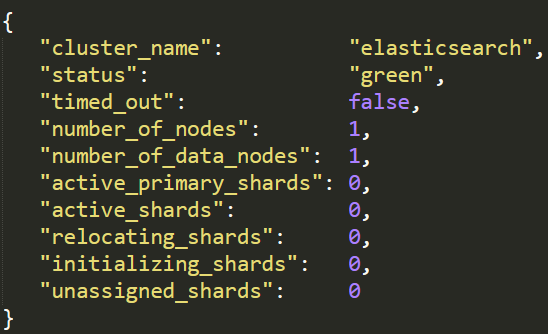 {
"cluster_name": "elasticsearch",
"status": "green",
"timed_out": false,
"number_of_nodes": 1,
"number_of_data_nodes": 1,
"active_primary_shards": 0,
"active_shards": 0,
"relocating_shards": 0,
"initializing_shards": 0,
"unassigned_shards": 0
}